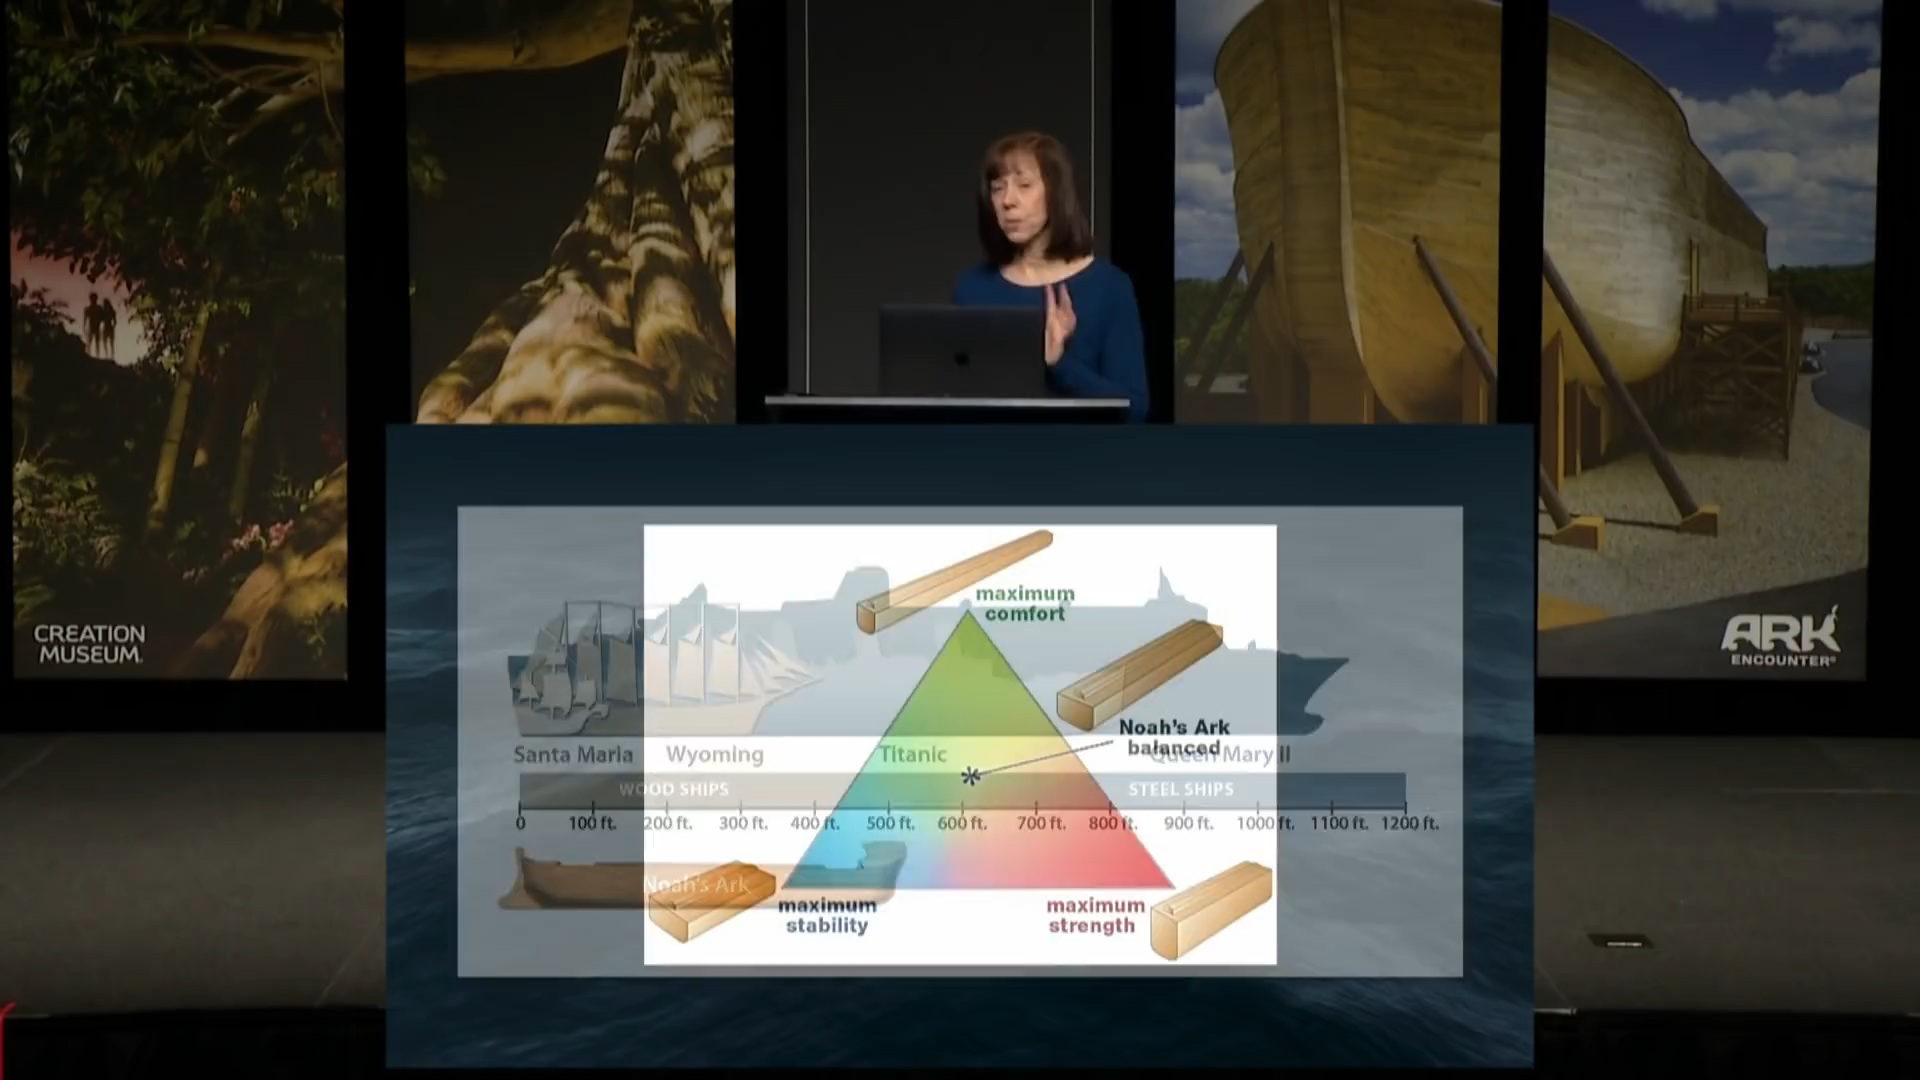 CREATION
MUSEUM
ARK
ENCOUNTER
maximum
comfort
Noah's Ark
balanced
Santa Maria
Wyoming
Titanic
Queen Mary II
WOOD SHIPS
STEEL SHIPS
0 100 ft. 200 ft. 300 ft. 400 ft. 500 ft. 600 ft. 700 ft. 800 ft. 900 ft. 1000 ft. 1100 ft. 1200 ft.
Noah's Ark
maximum
stability
maximum
strength